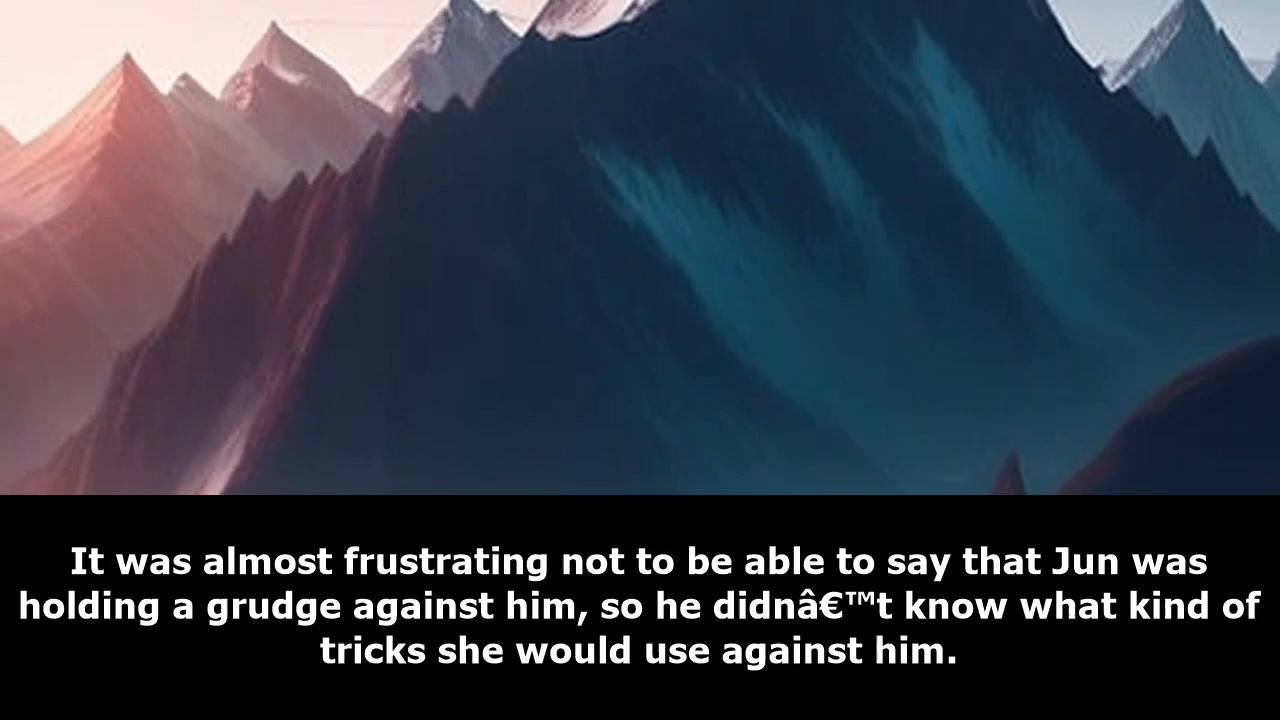 It was almost frustrating not to be able to say that Jun was
holding a grudge against him, so he didnâ€™t know what kind of
tricks she would use against him.